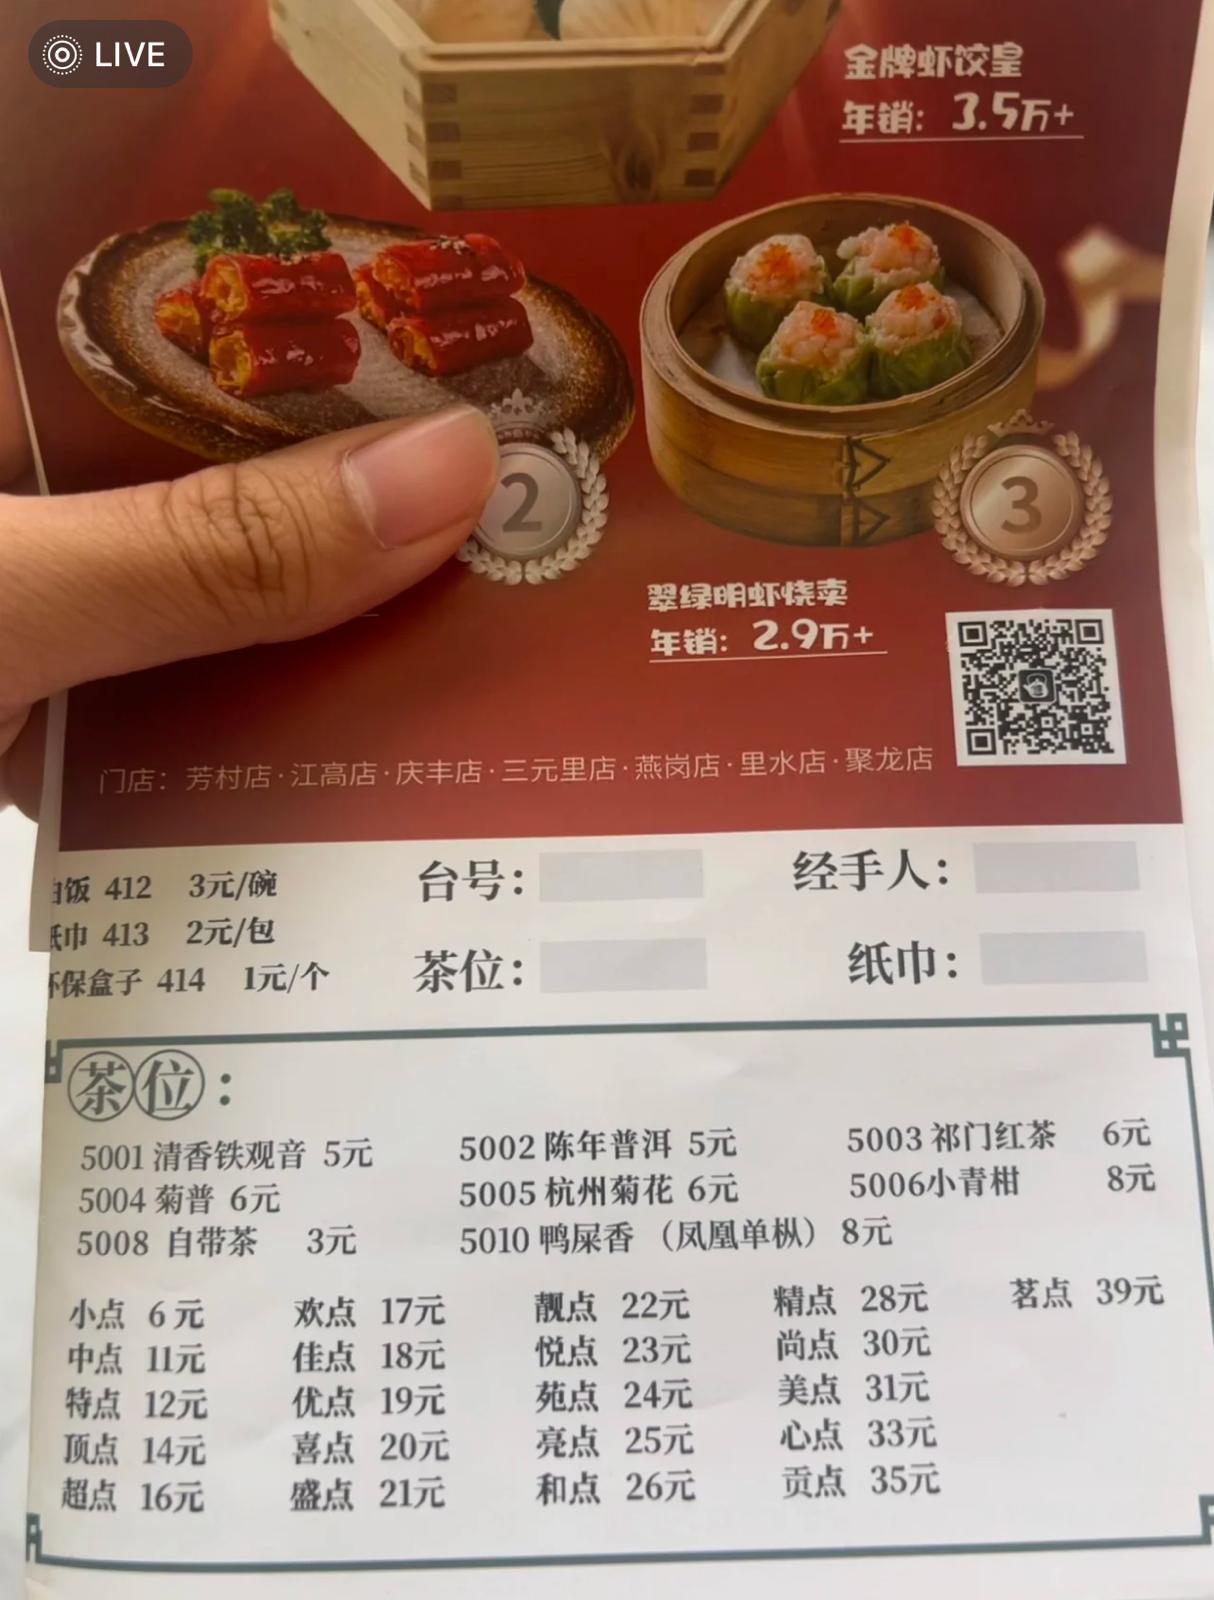 LIVE
金牌虾饺皇
年销：3.5万+
2
3
翠绿明虾烧卖
年销：2.9万+
门店：芳村店·江高店·庆丰店·三元里店·燕岗店·里水店·聚龙店
白饭 412 3元/碗
纸巾 413 2元/包
环保盒子 414 1元/个
台号： 经手人：
茶位： 纸巾：
茶位：
5001 清香铁观音 5元 5002 陈年普洱 5元 5003 祁门红茶 6元
5004 菊普 6元 5005 杭州菊花 6元 5006小青柑 8元
5008 自带茶 3元 5010 鸭屎香 （凤凰单枞） 8元
小点 6 元 欢点 17元 靓点 22元 精点 28元 茗点 39元
中点 11元 佳点 18元 悦点 23元 尚点 30元
特点 12元 优点 19元 苑点 24元 美点 31元
顶点 14元 喜点 20元 亮点 25元 心点 33元
超点 16元 盛点 21元 和点 26元 贡点 35元